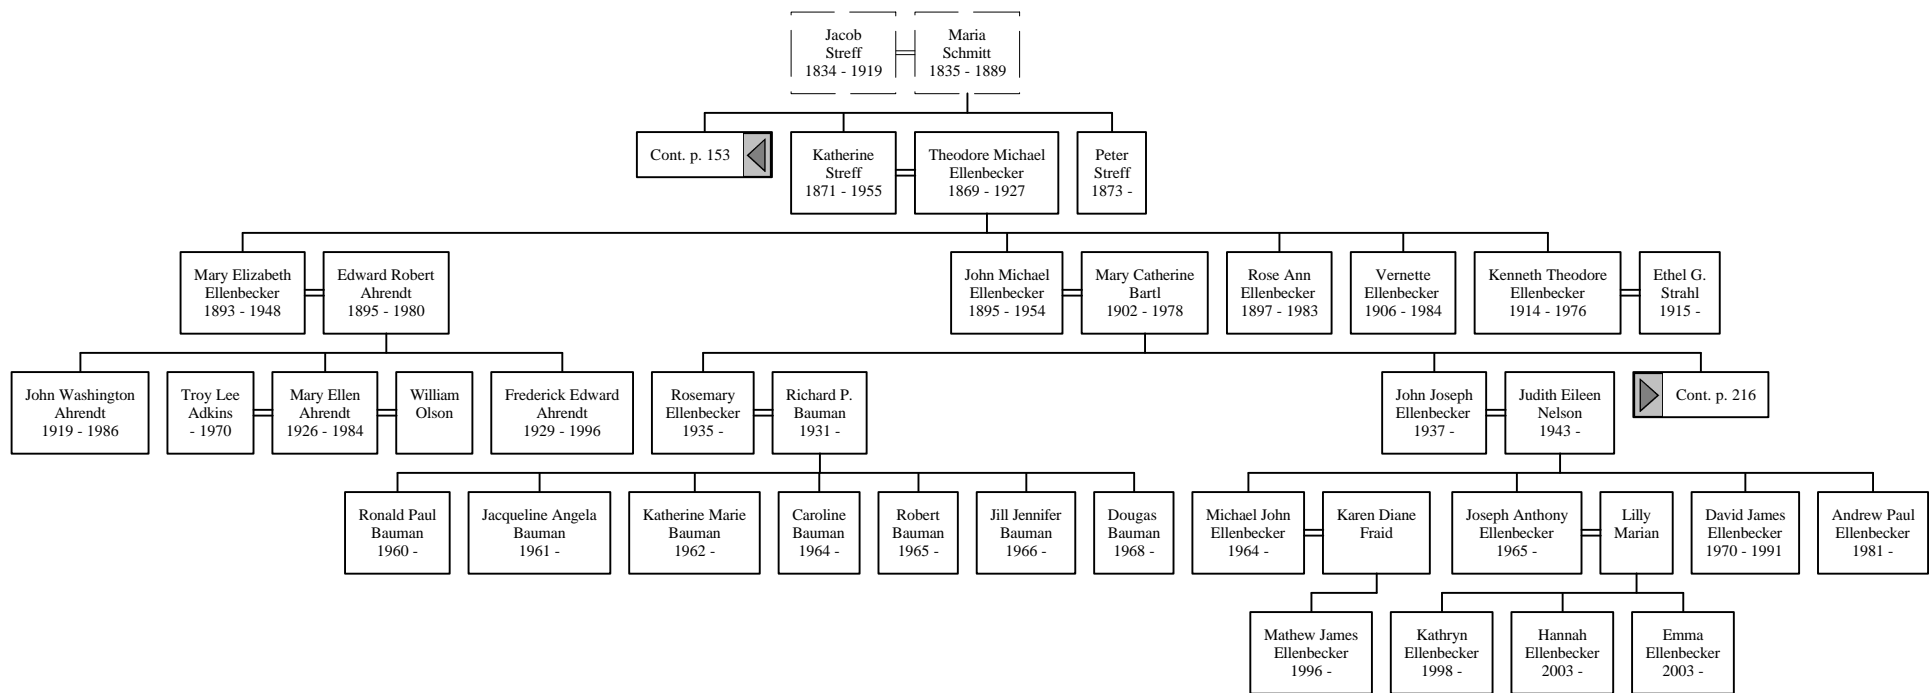 Jacob
Streff
1834 - 1919
Maria
Schmitt
1835 - 1889
Cont. p. 153
Katherine
Streff
1871 - 1955
Theodore Michael
Ellenbecker
1869 - 1927
Peter
Streff
1873 -
Mary Elizabeth
Ellenbecker
1893 - 1948
Edward Robert
Ahrendt
1895 - 1980
John Michael
Ellenbecker
1895 - 1954
Mary Catherine
Bartl
1902 - 1978
Rose Ann
Ellenbecker
1897 - 1983
Vernette
Ellenbecker
1906 - 1984
Kenneth Theodore
Ellenbecker
1914 - 1976
Ethel G.
Strahl
1915 -
John Washington
Ahrendt
1919 - 1986
Troy Lee
Adkins
- 1970
Mary Ellen
Ahrendt
1926 - 1984
William
Olson
Frederick Edward
Ahrendt
1929 - 1996
Rosemary
Ellenbecker
1935 -
Richard P.
Bauman
1931 -
John Joseph
Ellenbecker
1937 -
Judith Eileen
Nelson
1943 -
Cont. p. 216
Ronald Paul
Bauman
1960 -
Jacqueline Angela
Bauman
1961 -
Katherine Marie
Bauman
1962 -
Caroline
Bauman
1964 -
Robert
Bauman
1965 -
Jill Jennifer
Bauman
1966 -
Dougas
Bauman
1968 -
Michael John
Ellenbecker
1964 -
Karen Diane
Fraid
Joseph Anthony
Ellenbecker
1965 -
Lilly
Marian
David James
Ellenbecker
1970 - 1991
Andrew Paul
Ellenbecker
1981 -
Mathew James
Ellenbecker
1996 -
Kathryn
Ellenbecker
1998 -
Hannah
Ellenbecker
2003 -
Emma
Ellenbecker
2003 -